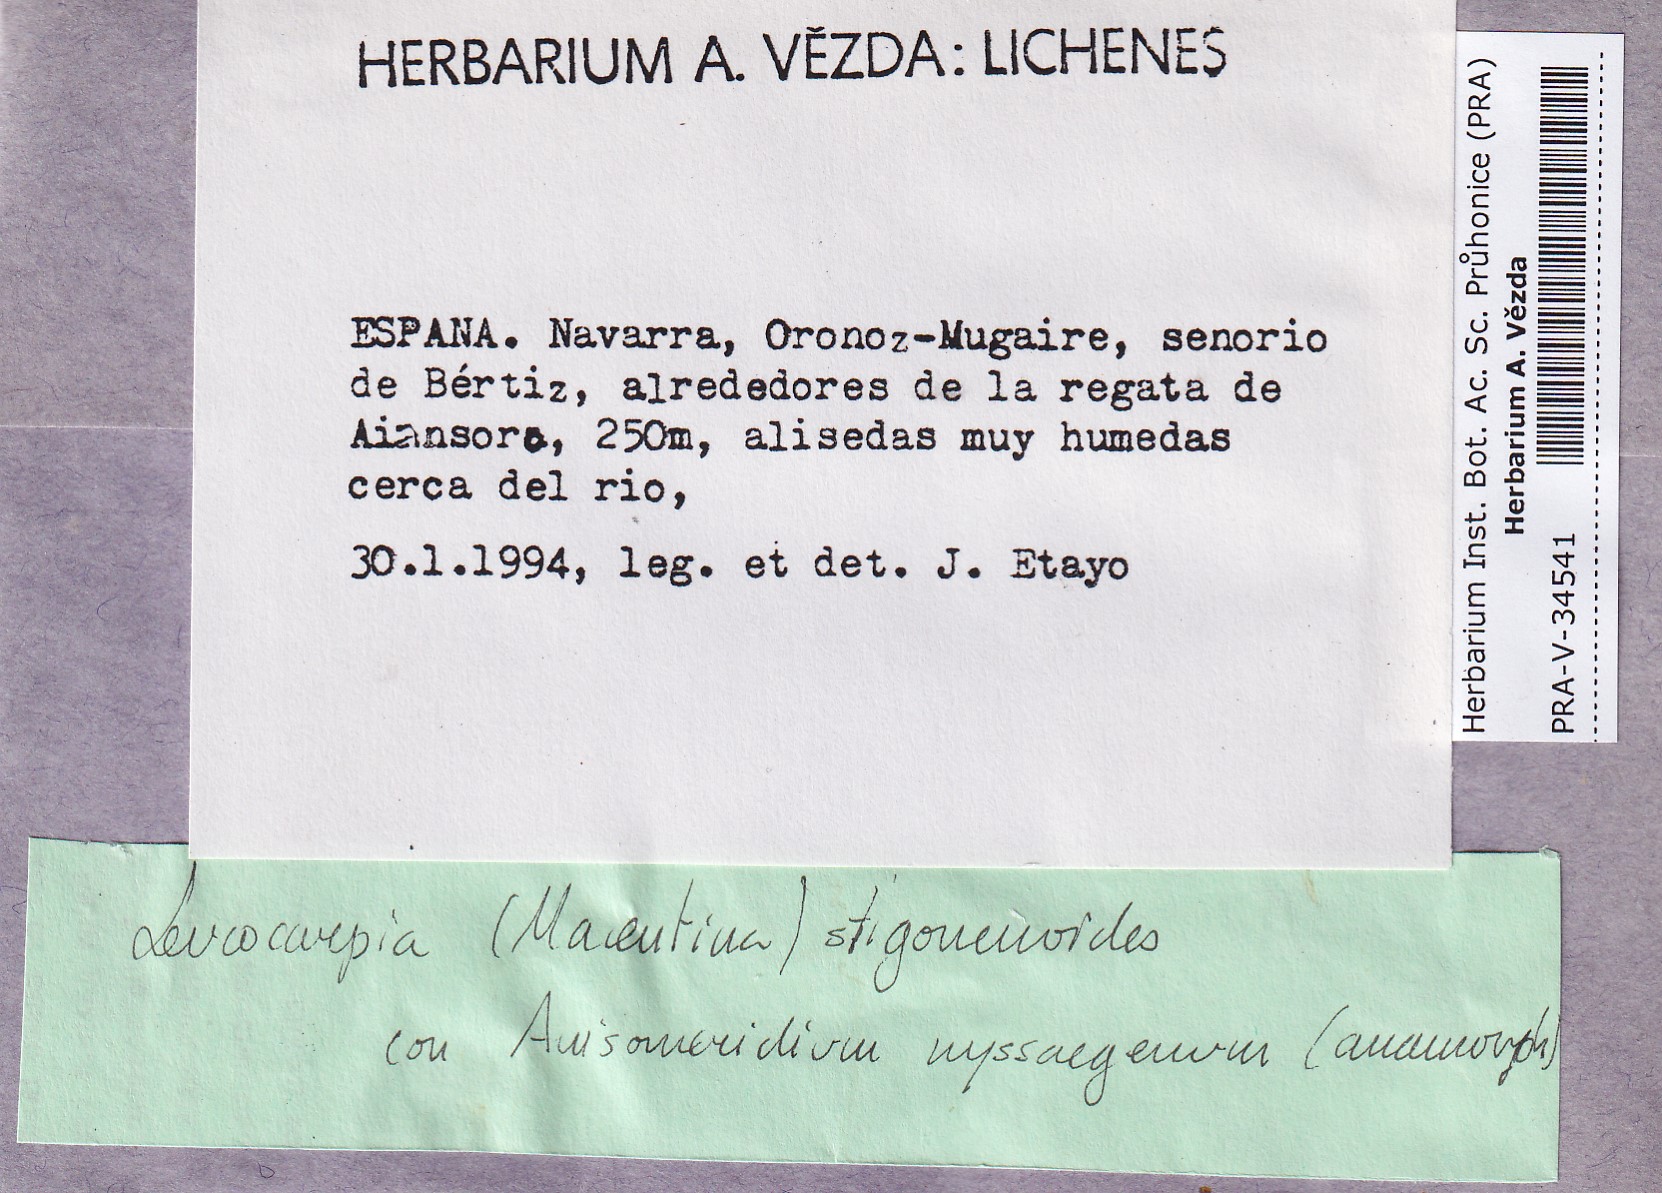 HERBARIUM A. VĚZDA: LICHENES
ESPANA. Navarra, Oronoz-Mugaire, senorio
de Bértiz, alrededores de la regata de
Aiansoro, 250m, alisedas muy humedas
cerca del rio,
30.1.1994, leg. et det. J. Etayo
Herbarium Inst. Bot. Ac. Sc. Průhonice (PRA)
Herbarium A. Vězda
PRA-V-34541
Leucocarpia (Macentina) stigonemoides
con Anisomeridium nyssaegenum (anamorph)